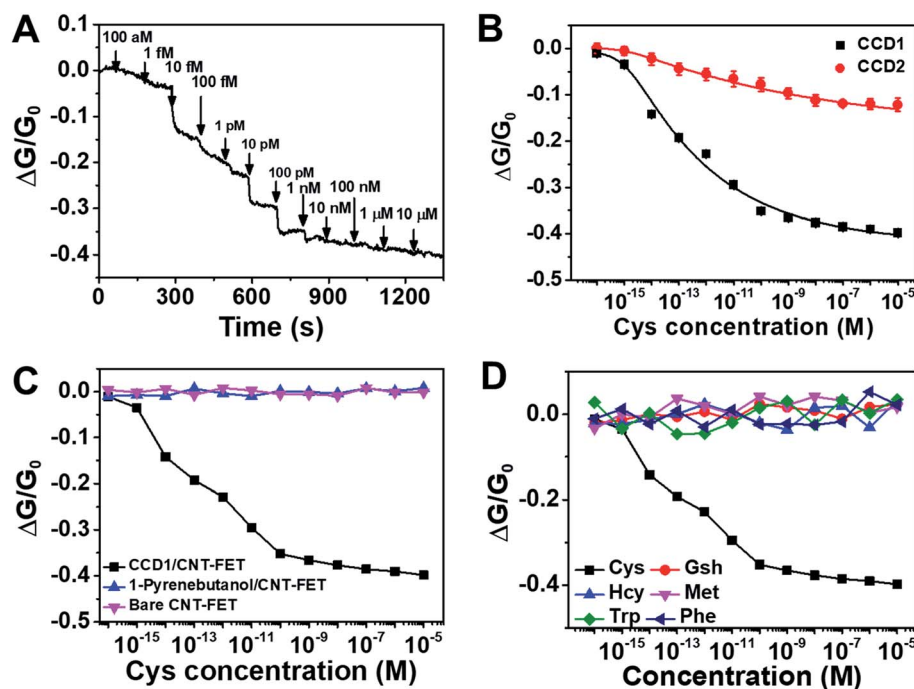 A
0.1
0.0
-0.1
-0.2
-0.3
-0.4
ΔG/G₀
100 aM
1 fM
10 fM
100 fM
1 pM
10 pM
100 pM
1 nM
10 nM
100 nM
1 μM
10 μM
0 300 600 900 1200
Time (s)
B
0.0
-0.1
-0.2
-0.3
-0.4
-0.5
ΔG/G₀
CCD1
CCD2
10⁻¹⁵ 10⁻¹³ 10⁻¹¹ 10⁻⁹ 10⁻⁷ 10⁻⁵
Cys concentration (M)
C
0.0
-0.1
-0.2
-0.3
-0.4
-0.5
ΔG/G₀
CCD1/CNT-FET
1-Pyrenebutanol/CNT-FET
Bare CNT-FET
10⁻¹⁵ 10⁻¹³ 10⁻¹¹ 10⁻⁹ 10⁻⁷ 10⁻⁵
Cys concentration (M)
D
0.0
-0.2
-0.4
ΔG/G₀
Cys Gsh
Hcy Met
Trp Phe
10⁻¹⁵ 10⁻¹³ 10⁻¹¹ 10⁻⁹ 10⁻⁷ 10⁻⁵
Concentration (M)